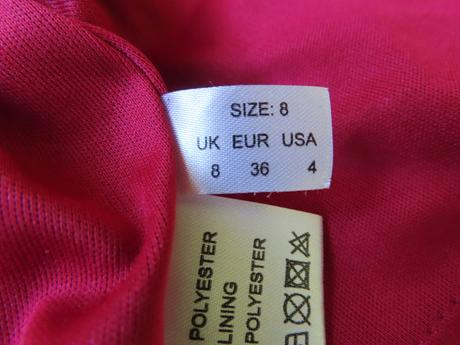 SIZE: 8
UK EUR USA
8 36 4
POLYESTER
LINING
POLYESTER